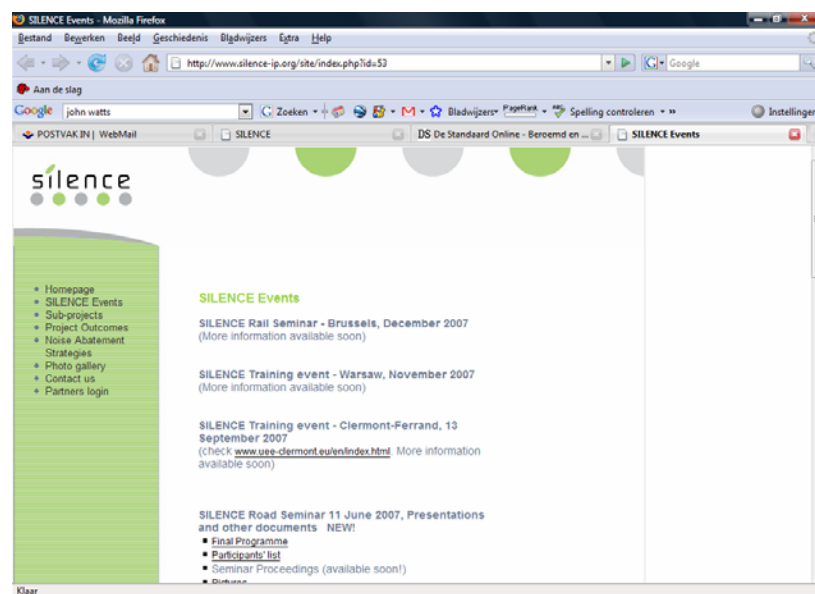 SILENCE Events - Mozilla Firefox
Bestand Bewerken Beeld Geschiedenis Bladwijzers Extra Help
http://www.silence-ip.org/site/index.php?id=53
Google
Aan de slag
Google john watts Zoeken Bladwijzers PageRank Spelling controleren Instellinger
POSTVAK IN | WebMail
SILENCE
DS De Standaard Online - Beroemd en ...
SILENCE Events
silence
Homepage
SILENCE Events
Sub-projects
Project Outcomes
Noise Abatement
Strategies
Photo gallery
Contact us
Partners login
SILENCE Events
SILENCE Rail Seminar - Brussels, December 2007
(More information available soon)
SILENCE Training event - Warsaw, November 2007
(More information available soon)
SILENCE Training event - Clermont-Ferrand, 13
September 2007
(check www.uee-clermont.eu/en/index.html. More information
available soon)
SILENCE Road Seminar 11 June 2007, Presentations
and other documents NEW!
Final Programme
Participants' list
Seminar Proceedings (available soon!)
Pictures
Klaar